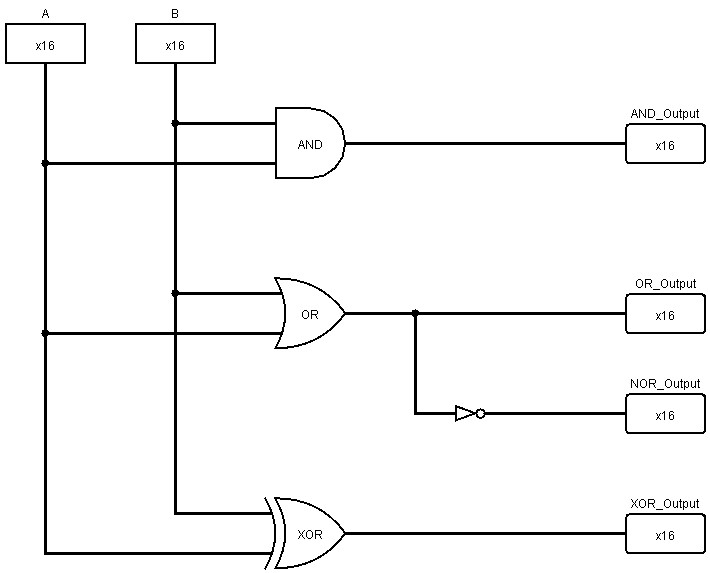 A
B
x16
x16
AND
AND_Output
x16
OR
OR_Output
x16
NOR_Output
x16
XOR
XOR_Output
x16